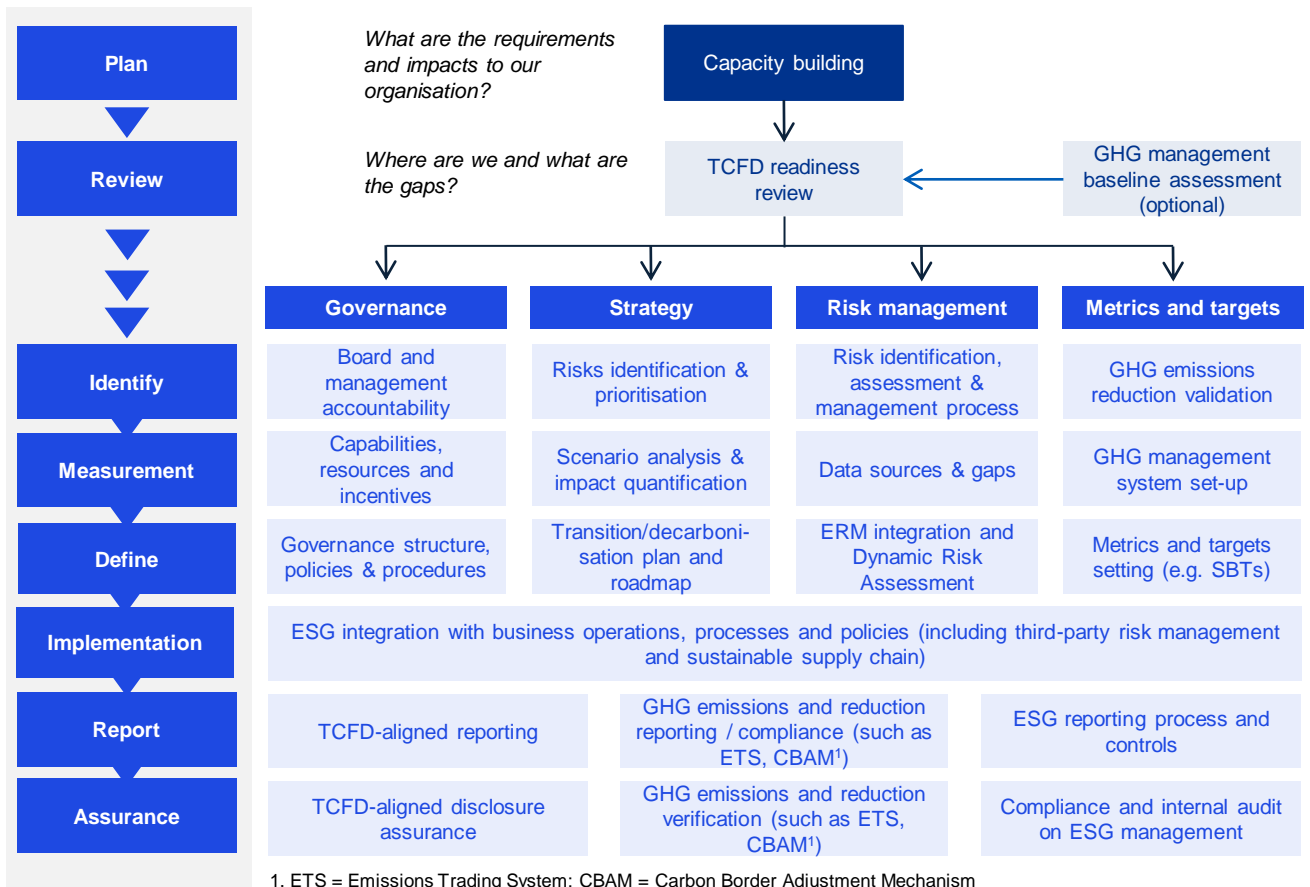 Plan
What are the requirements
and impacts to our
organisation?
Capacity building
Review
Where are we and what are
the gaps?
TCFD readiness
review
GHG management
baseline assessment
(optional)
Governance
Strategy
Risk management
Metrics and targets
Identify
Board and
management
accountability
Risks identification &
prioritisation
Risk identification,
assessment &
management process
GHG emissions
reduction validation
Measurement
Capabilities,
resources and
incentives
Scenario analysis &
impact quantification
Data sources & gaps
GHG management
system set-up
Define
Governance structure,
policies & procedures
Transition/decarboni-
sation plan and
roadmap
ERM integration and
Dynamic Risk
Assessment
Metrics and targets
setting (e.g. SBTs)
Implementation
ESG integration with business operations, processes and policies (including third-party risk management
and sustainable supply chain)
Report
TCFD-aligned reporting
GHG emissions and reduction
reporting / compliance (such as
ETS, CBAM¹)
ESG reporting process and
controls
Assurance
TCFD-aligned disclosure
assurance
GHG emissions and reduction
verification (such as ETS,
CBAM¹)
Compliance and internal audit
on ESG management
1. ETS = Emissions Trading System; CBAM = Carbon Border Adjustment Mechanism